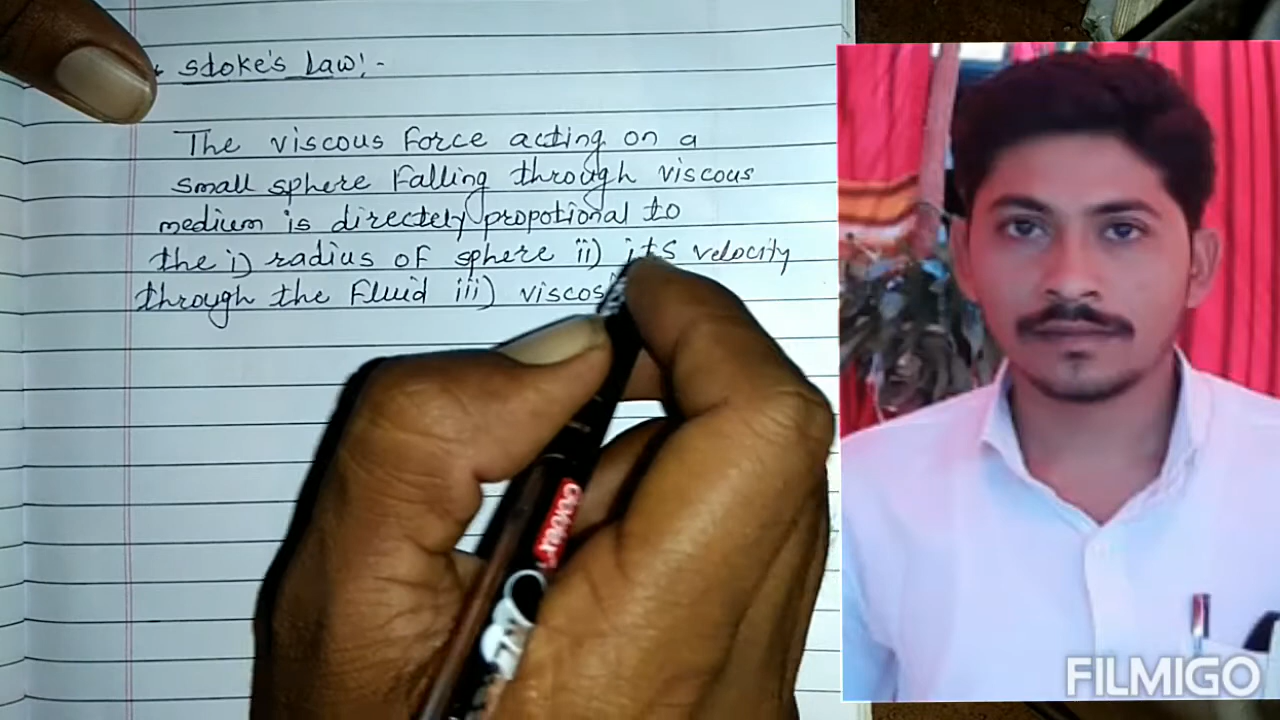 Stoke's Law:-
The viscous force acting on a
small sphere falling through viscous
medium is directely propotional to
the i) radius of sphere ii) its velocity
through the fluid iii) viscos
FILMIGO